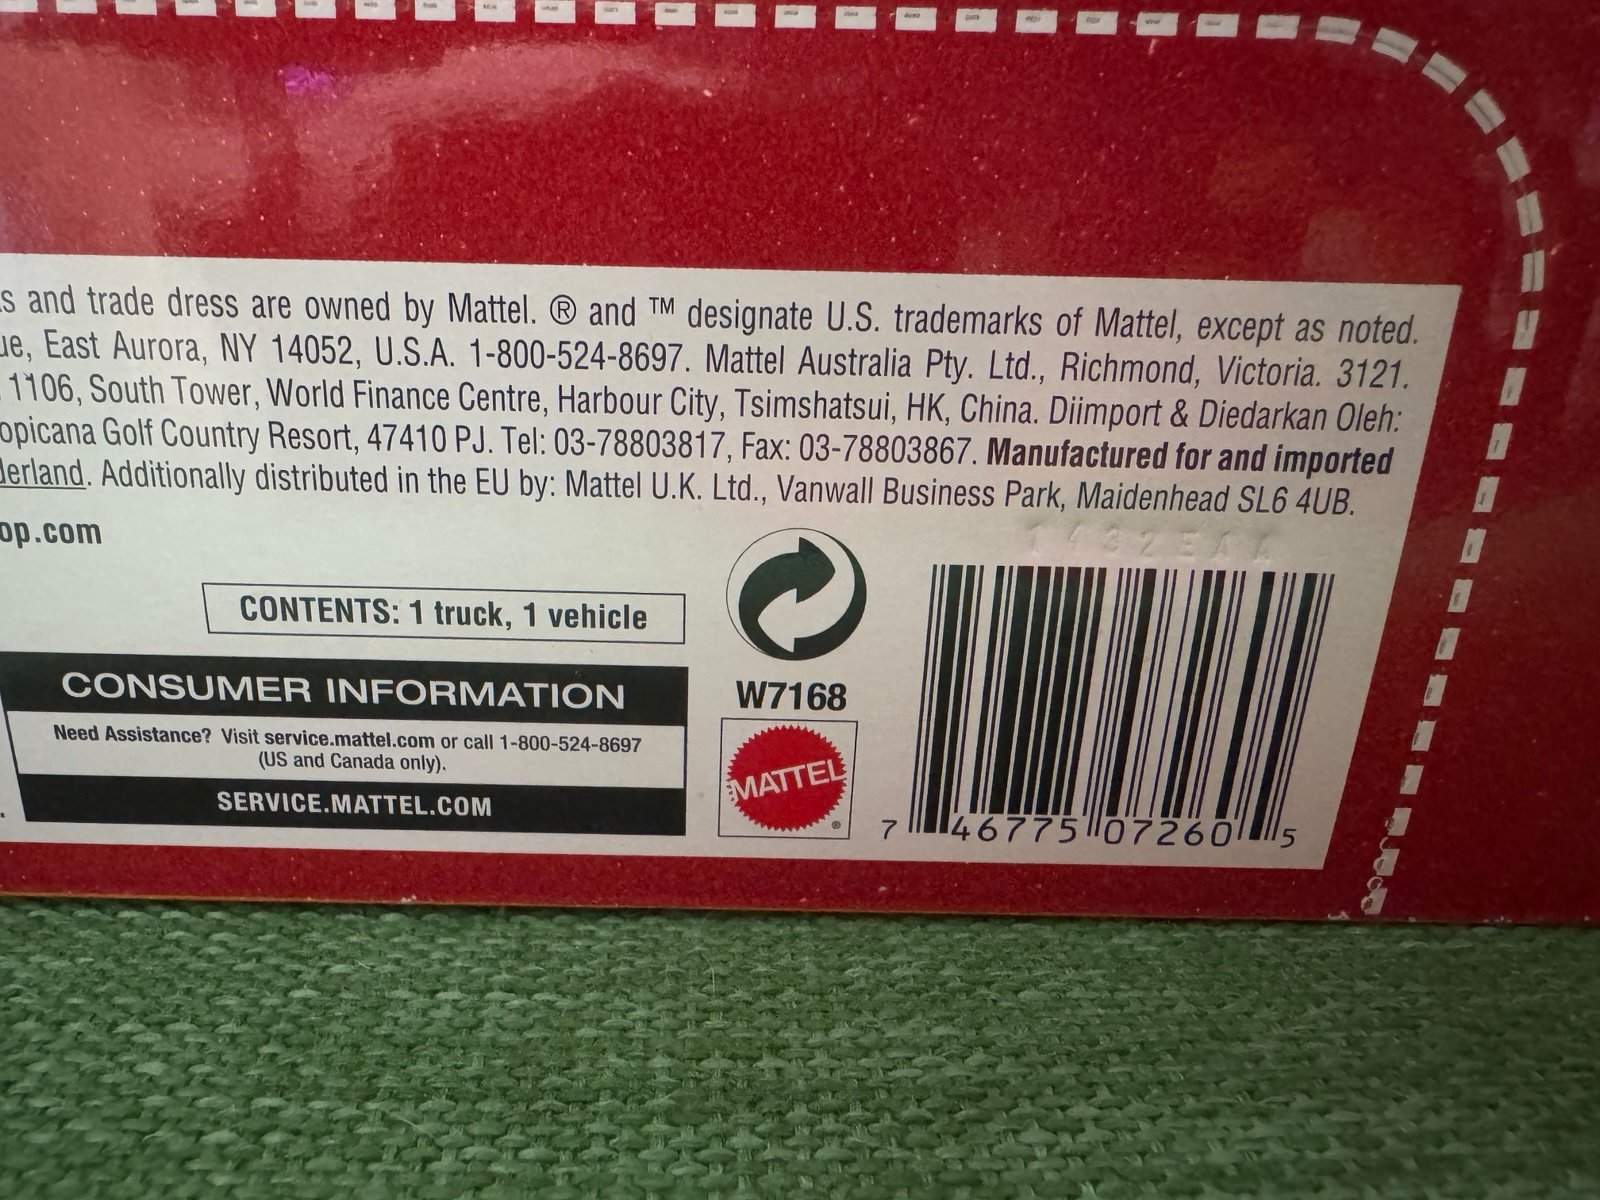 s and trade dress are owned by Mattel. ® and ™ designate U.S. trademarks of Mattel, except as noted.
ue, East Aurora, NY 14052, U.S.A. 1-800-524-8697. Mattel Australia Pty. Ltd., Richmond, Victoria. 3121.
1106, South Tower, World Finance Centre, Harbour City, Tsimshatsui, HK, China. Diimport & Diedarkan Oleh:
opicana Golf Country Resort, 47410 PJ. Tel: 03-78803817, Fax: 03-78803867. Manufactured for and imported
derland. Additionally distributed in the EU by: Mattel U.K. Ltd., Vanwall Business Park, Maidenhead SL6 4UB.
op.com
CONTENTS: 1 truck, 1 vehicle
CONSUMER INFORMATION
Need Assistance? Visit service.mattel.com or call 1-800-524-8697
(US and Canada only).
SERVICE.MATTEL.COM
W7168
MATTEL
®
7 46775 07260 5